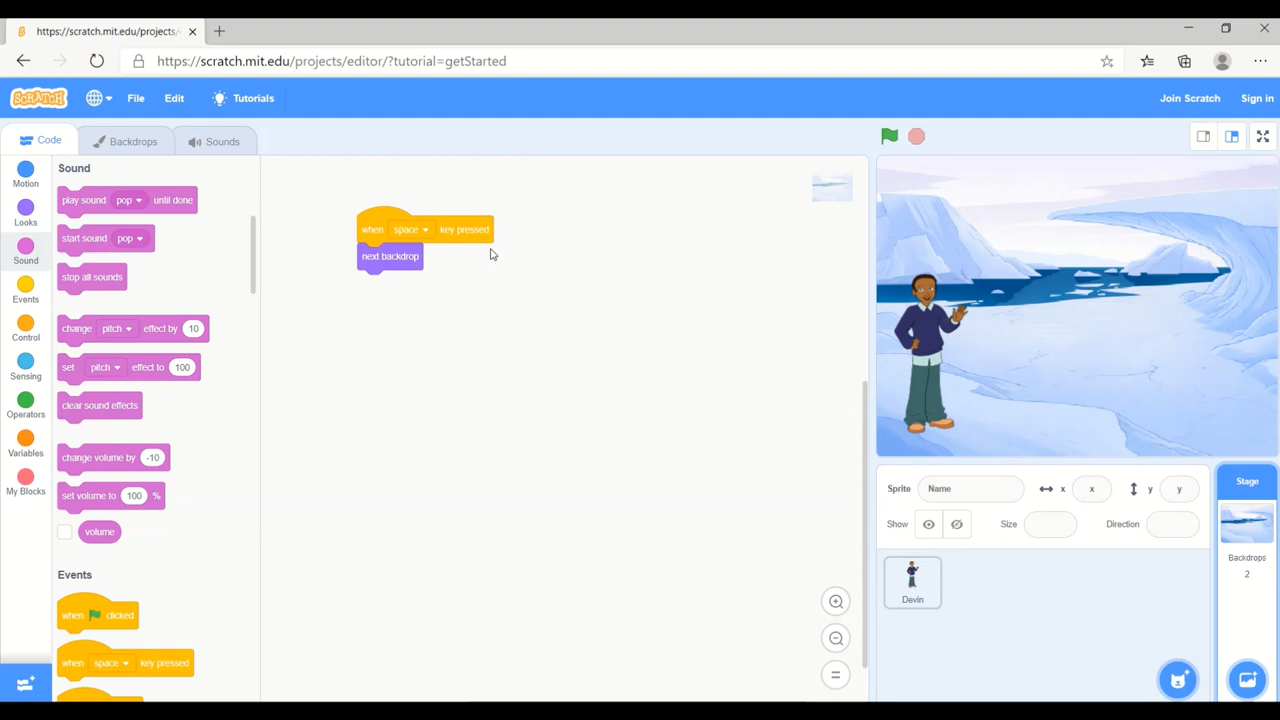 https://scratch.mit.edu/projects/
https://scratch.mit.edu/projects/editor/?tutorial=getStarted
SCRATCH File Edit Tutorials Join Scratch Sign in
Code Backdrops Sounds
Motion
Looks
Sound
Events
Control
Sensing
Operators
Variables
My Blocks
Sound
play sound pop until done
start sound pop
stop all sounds
change pitch effect by 10
set pitch effect to 100
clear sound effects
change volume by -10
set volume to 100 %
volume
Events
when clicked
when space key pressed
when space key pressed
next backdrop
Sprite Name x x y y
Show Size Direction
Devin
Stage
Backdrops
2